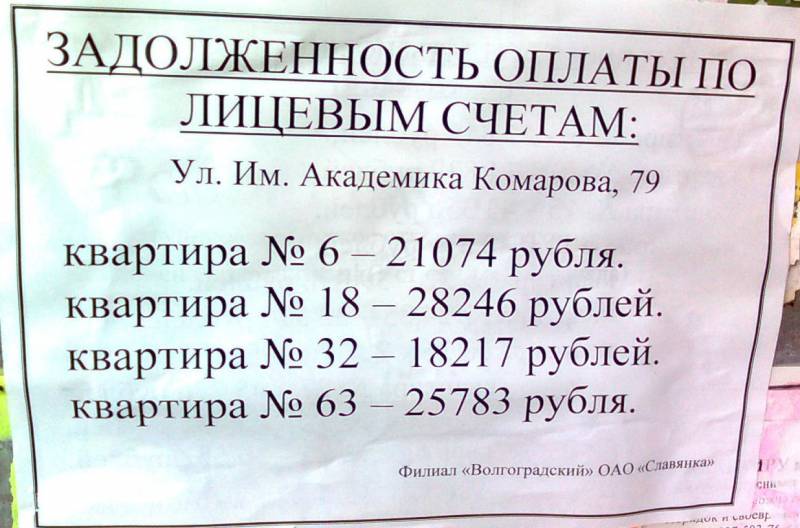 ЗАДОЛЖЕННОСТЬ ОПЛАТЫ ПО
ЛИЦЕВЫМ СЧЕТАМ:
Ул. Им. Академика Комарова, 79
квартира № 6 – 21074 рубля.
квартира № 18 – 28246 рублей.
квартира № 32 – 18217 рублей.
квартира № 63 – 25783 рубля.
Филиал «Волгоградский» ОАО «Славянка»